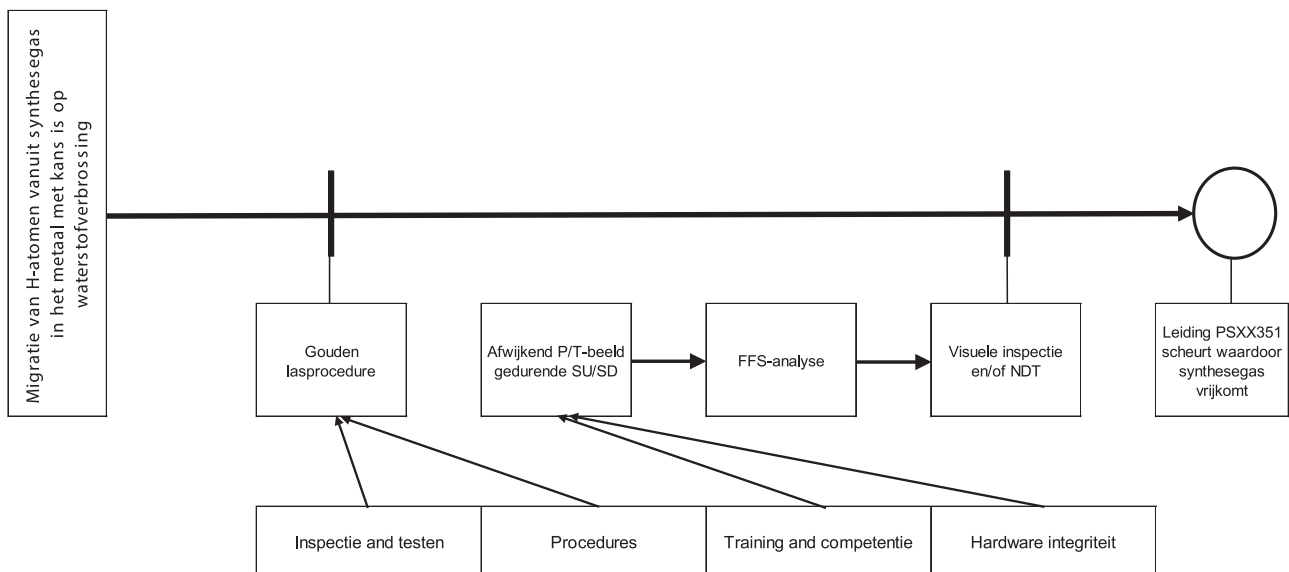 Migratie van H-atomen vanuit synthesegas
in het metaal met kans is op
waterstofverbrossing
Gouden
lasprocedure
Afwijkend P/T-beeld
gedurende SU/SD
FFS-analyse
Visuele inspectie
en/of NDT
Leiding PSXX351
scheurt waardoor
synthesegas
vrijkomt
Inspectie and testen
Procedures
Training and competentie
Hardware integriteit